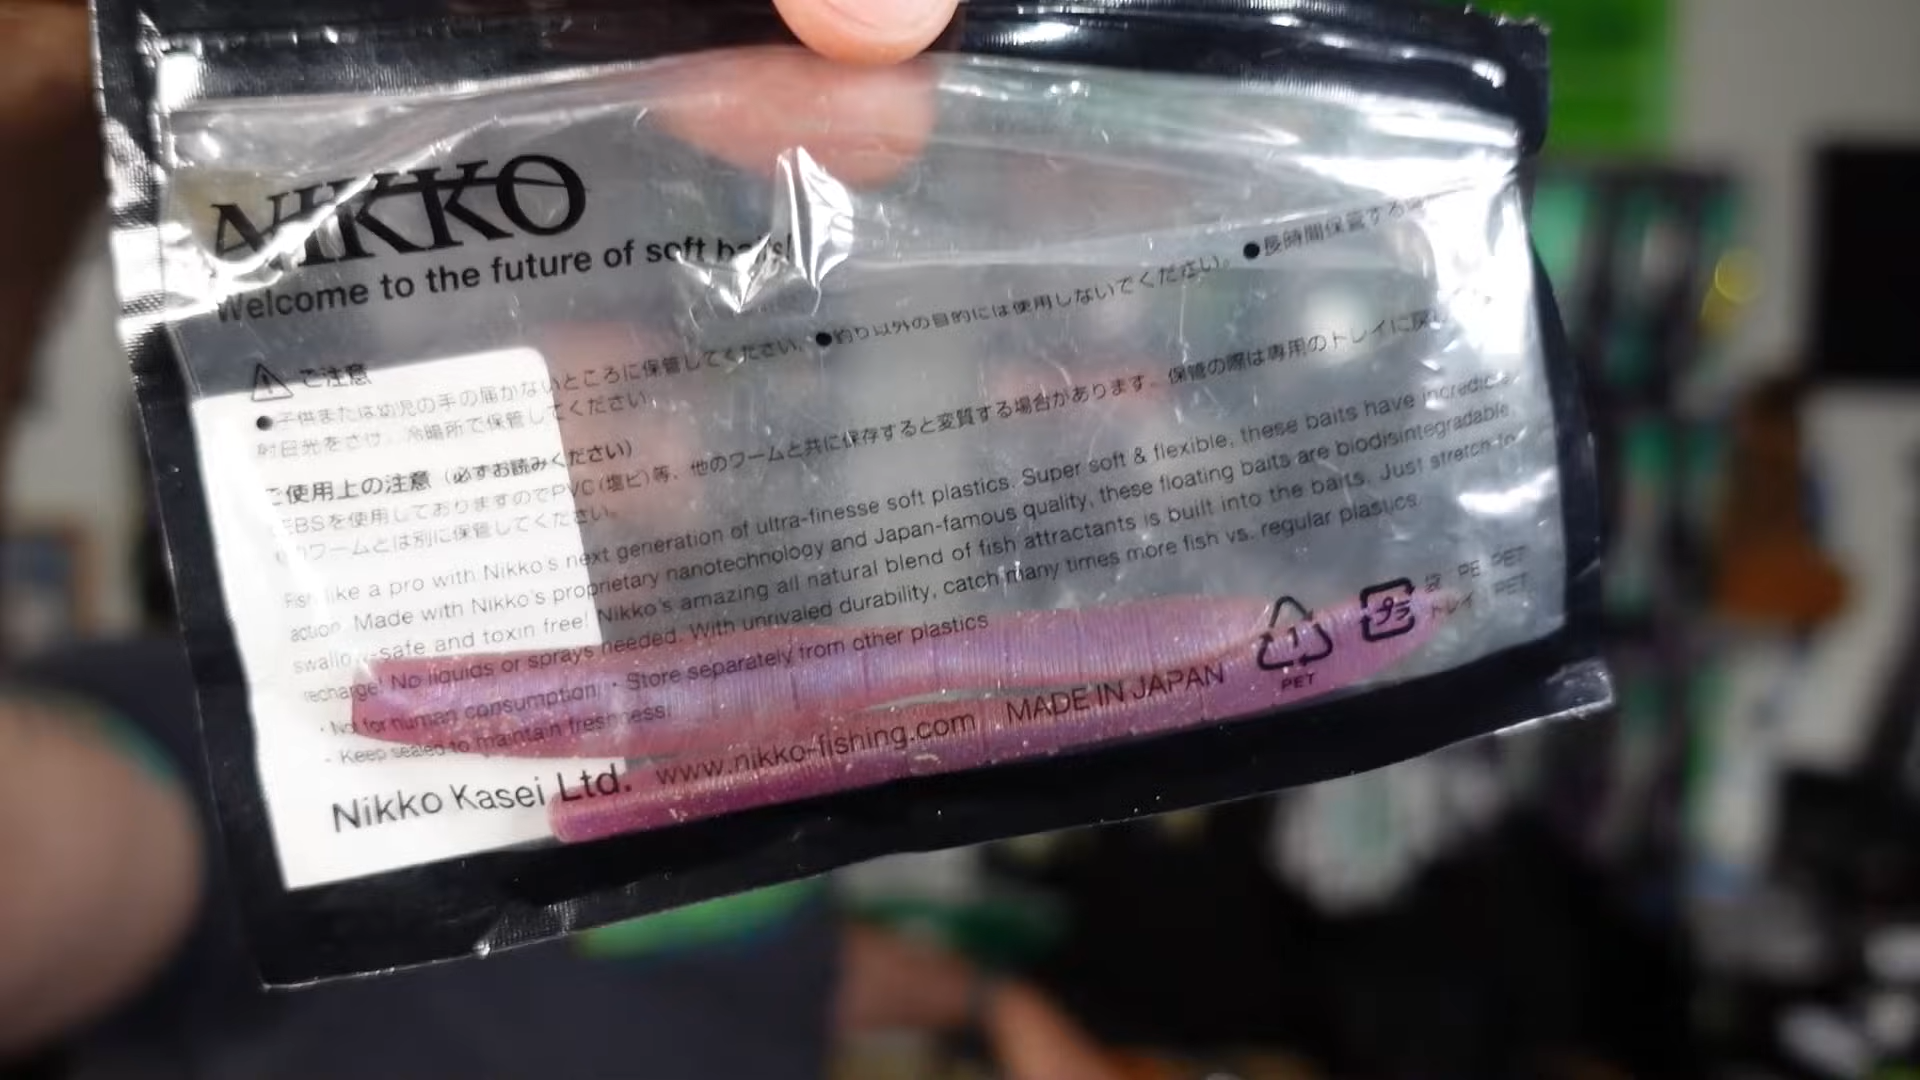 NIKKO
Welcome to the future of soft baits!
ご注意
●子供または幼児の手の届かないところに保管してください。●釣り以外の目的には使用しないでください。●長時間保管する
射日光をさけ、冷暗所で保管してください
ご使用上の注意（必ずお読みください）
EBSを使用しておりますのでPVC(塩ビ)等、他のワームと共に保存すると変質する場合があります。保管の際は専用のトレイに戻し
のワームとは別に保管してください。
Fish like a pro with Nikko's next generation of ultra-finesse soft plastics. Super soft & flexible, these baits have incredible
action. Made with Nikko's proprietary nanotechnology and Japan-famous quality, these floating baits are biodisintegradable,
swallow-safe and toxin free! Nikko's amazing all natural blend of fish attractants is built into the baits. Just stretch to
recharge! No liquids or sprays needed. With unrivaled durability, catch many times more fish vs. regular plastics.
・Not for human consumption ・Store separately from other plastics
- Keep sealed to maintain freshness
Nikko Kasei Ltd. www.nikko-fishing.com MADE IN JAPAN
1
PET
プラ
袋 : PE PET
トレイ : PET